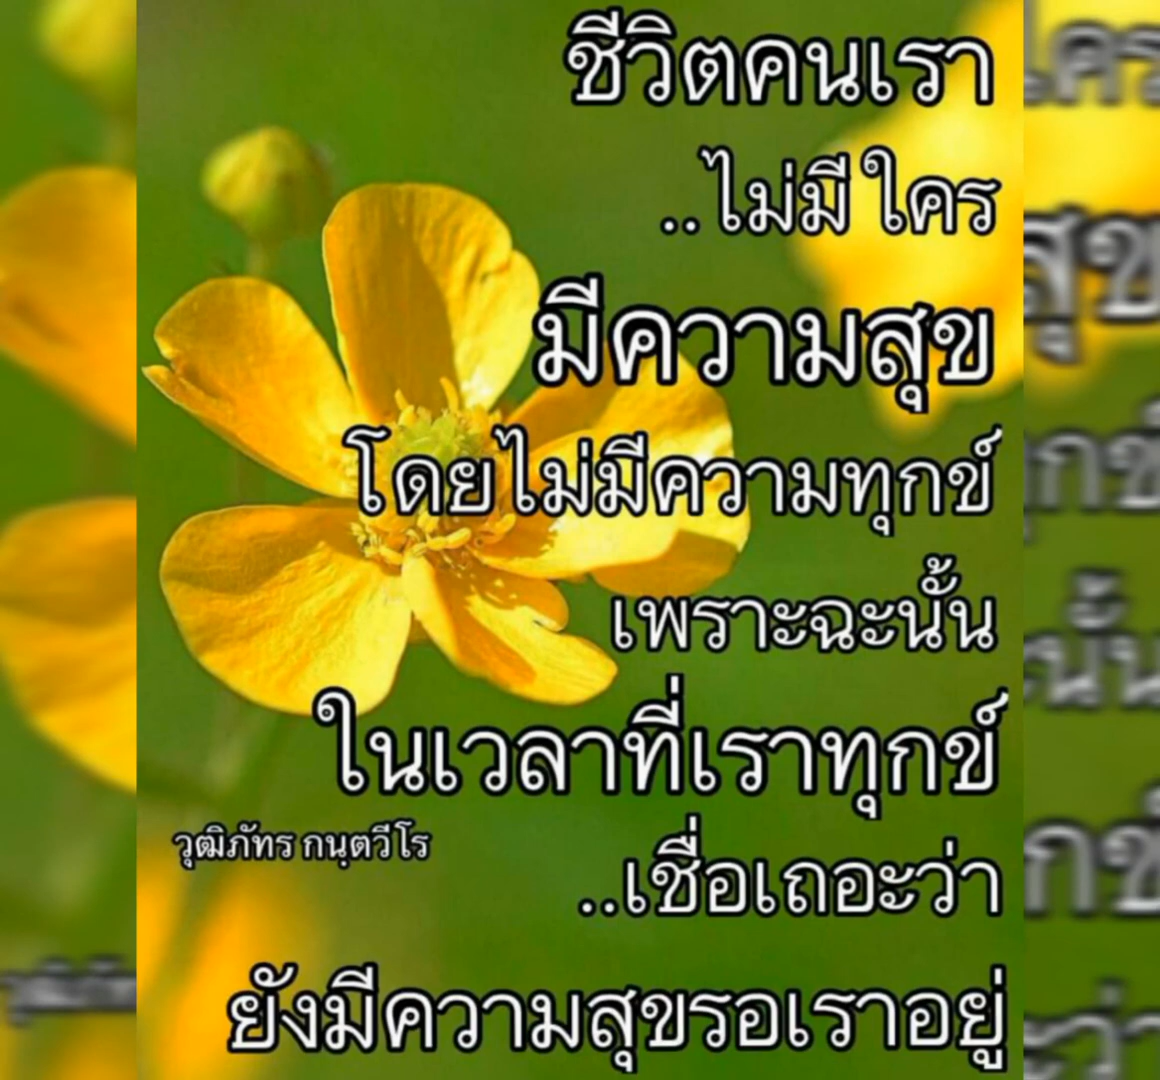 ชีวิตคนเรา
..ไม่มี ใคร
มีความสุข
โดยไม่มีความทุกข์
เพราะฉะนั้น
ในเวลาที่เราทุกข์
วุฒิภัทร กนฺตวีโร
..เชื่อเถอะว่า
ยังมีความสุขรอเราอยู่